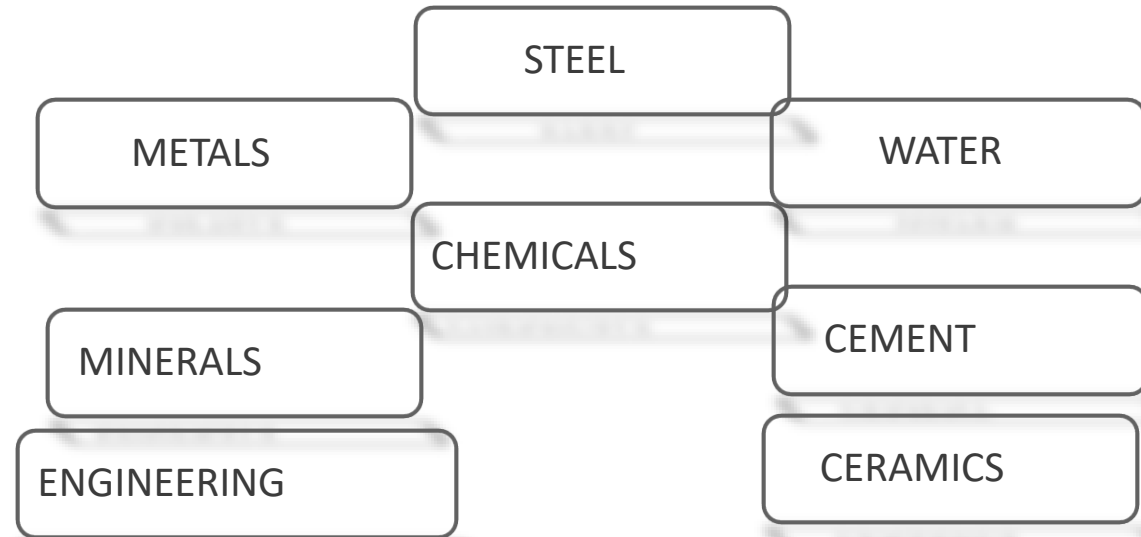 STEEL
METALS
WATER
CHEMICALS
CEMENT
MINERALS
CERAMICS
ENGINEERING